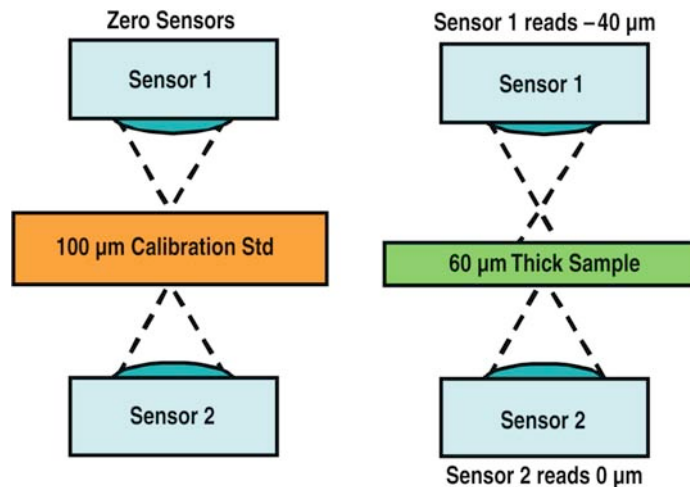 Zero Sensors
Sensor 1
100 µm Calibration Std
Sensor 2
Sensor 1 reads –40 µm
Sensor 1
60 µm Thick Sample
Sensor 2
Sensor 2 reads 0 µm